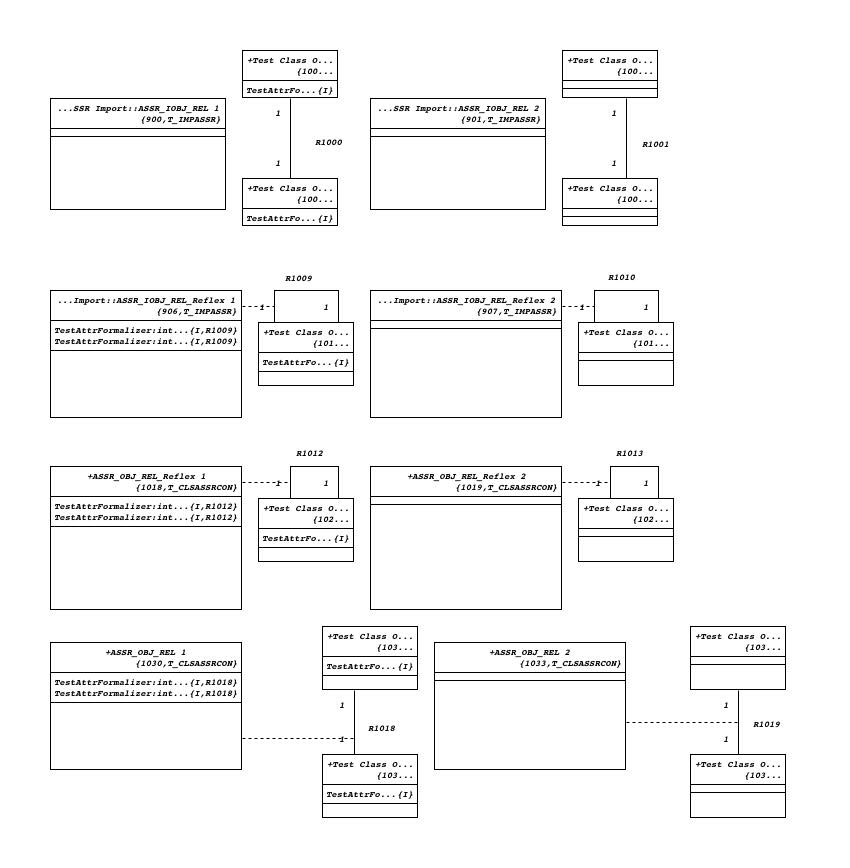 +Test Class O...
{100...
TestAttrFo...{I}
...SSR Import::ASSR_IOBJ_REL 1
{900,T_IMPASSR}
1
R1000
1
+Test Class O...
{100...
TestAttrFo...{I}
+Test Class O...
{100...
...SSR Import::ASSR_IOBJ_REL 2
{901,T_IMPASSR}
1
R1001
1
+Test Class O...
{100...
R1009
...Import::ASSR_IOBJ_REL_Reflex 1
{906,T_IMPASSR}
TestAttrFormalizer:int...{I,R1009}
TestAttrFormalizer:int...{I,R1009}
1
1
+Test Class O...
{101...
TestAttrFo...{I}
R1010
...Import::ASSR_IOBJ_REL_Reflex 2
{907,T_IMPASSR}
1
1
+Test Class O...
{101...
R1012
+ASSR_OBJ_REL_Reflex 1
{1018,T_CLSASSRCON}
TestAttrFormalizer:int...{I,R1012}
TestAttrFormalizer:int...{I,R1012}
1
1
+Test Class O...
{102...
TestAttrFo...{I}
R1013
+ASSR_OBJ_REL_Reflex 2
{1019,T_CLSASSRCON}
1
1
+Test Class O...
{102...
+Test Class O...
{103...
TestAttrFo...{I}
+ASSR_OBJ_REL 1
{1030,T_CLSASSRCON}
TestAttrFormalizer:int...{I,R1018}
TestAttrFormalizer:int...{I,R1018}
1
R1018
1
+Test Class O...
{103...
TestAttrFo...{I}
+Test Class O...
{103...
+ASSR_OBJ_REL 2
{1033,T_CLSASSRCON}
1
R1019
1
+Test Class O...
{103...